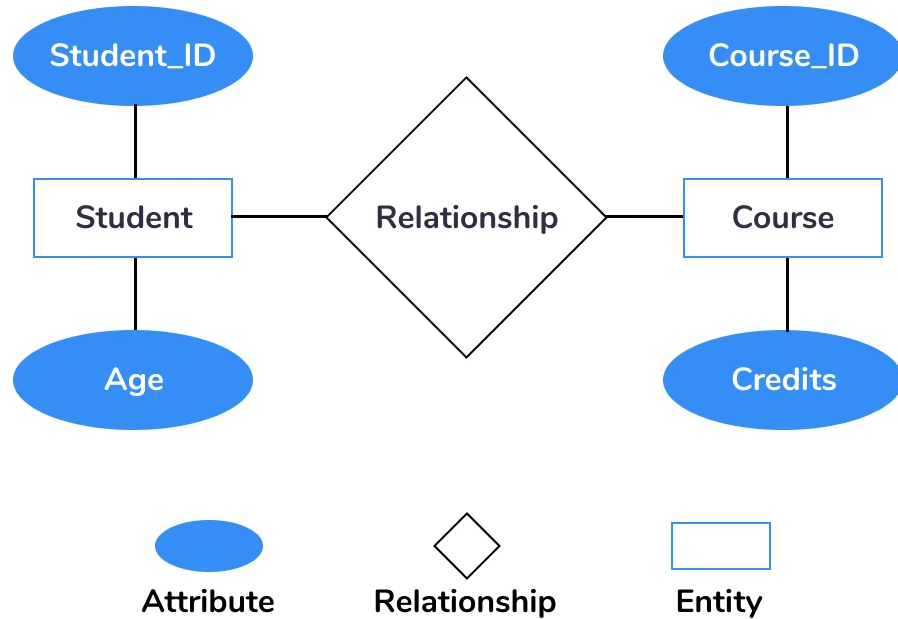 Student_ID
Course_ID
Student
Relationship
Course
Age
Credits
Attribute
Relationship
Entity